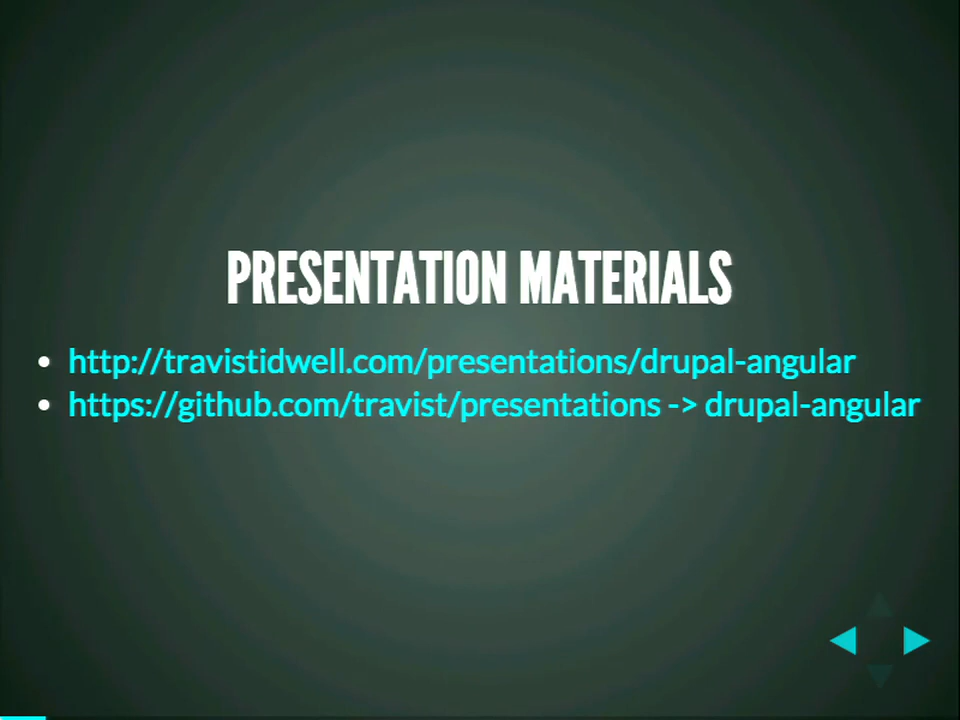 PRESENTATION MATERIALS
http://travistidwell.com/presentations/drupal-angular
https://github.com/travist/presentations -> drupal-angular